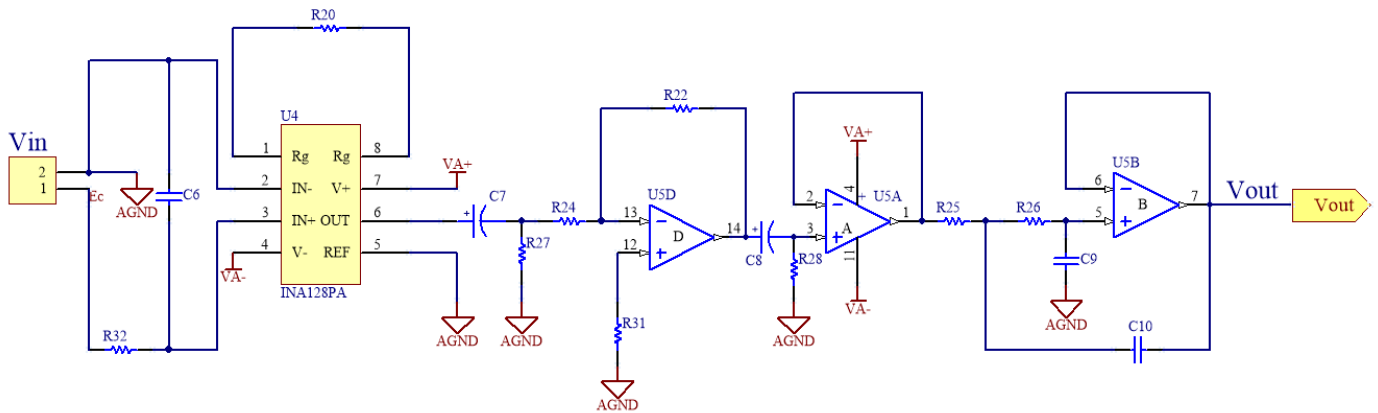 R20
U4
Vin
2
1
Ec
AGND
C6
R32
1 Rg Rg 8
2 IN- V+ 7
3 IN+ OUT 6
4 V- REF 5
INA128PA
VA+
VA-
AGND
C7
R27
AGND
R24
R22
U5D
13
12
D
14
R31
AGND
C8
R28
AGND
VA+
4
U5A
2
3
A
1
11
VA-
R25
R26
C9
AGND
C10
U5B
6
5
B
7
Vout
Vout